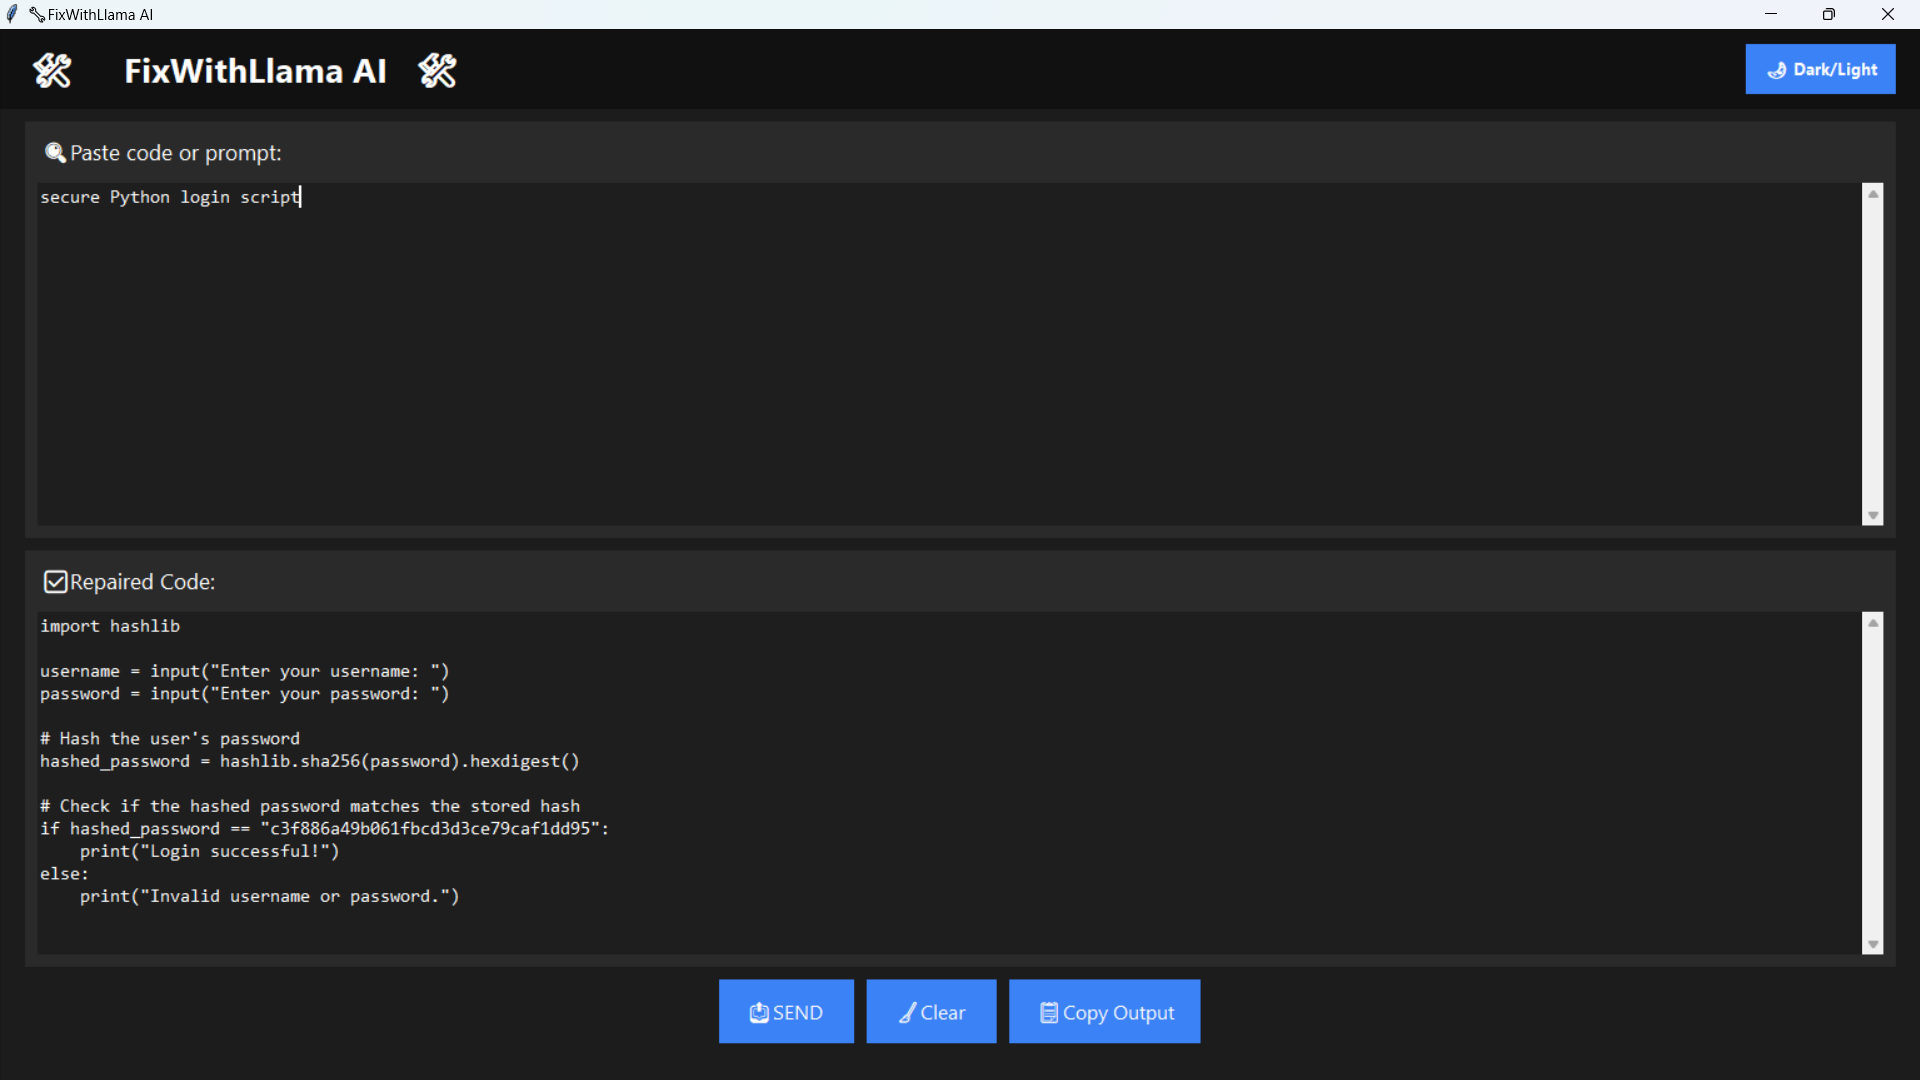 FixWithLlama AI
FixWithLlama AI
Dark/Light
Paste code or prompt:
secure Python login script
Repaired Code:
import hashlib
username = input("Enter your username: ")
password = input("Enter your password: ")
# Hash the user's password
hashed_password = hashlib.sha256(password).hexdigest()
# Check if the hashed password matches the stored hash
if hashed_password == "c3f886a49b061fbcd3d3ce79caf1dd95":
    print("Login successful!")
else:
    print("Invalid username or password.")
SEND
Clear
Copy Output